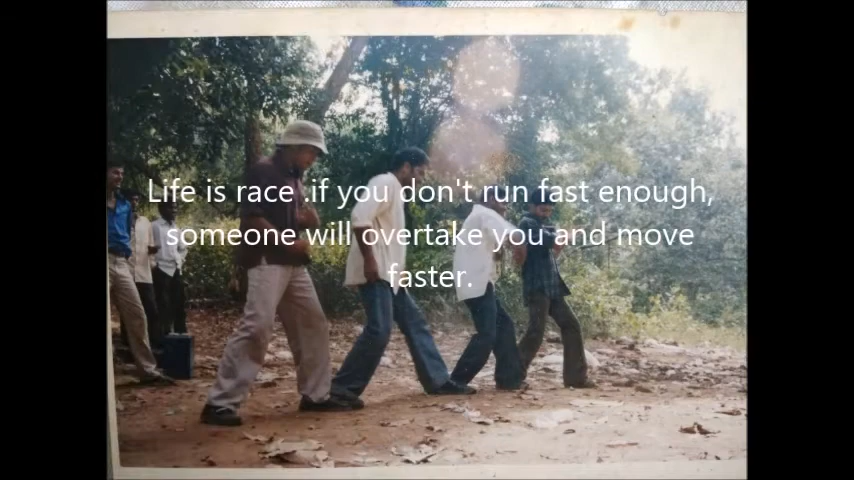 Life is race .if you don't run fast enough,
someone will overtake you and move
faster.